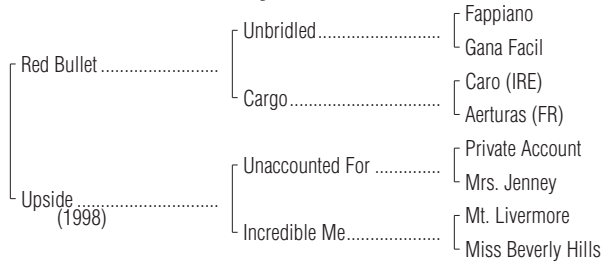 Fappiano
Unbridled
Gana Facil
Red Bullet
Caro (IRE)
Cargo
Aerturas (FR)
Private Account
Unaccounted For
Mrs. Jenney
Upside
(1998)
Mt. Livermore
Incredible Me
Miss Beverly Hills